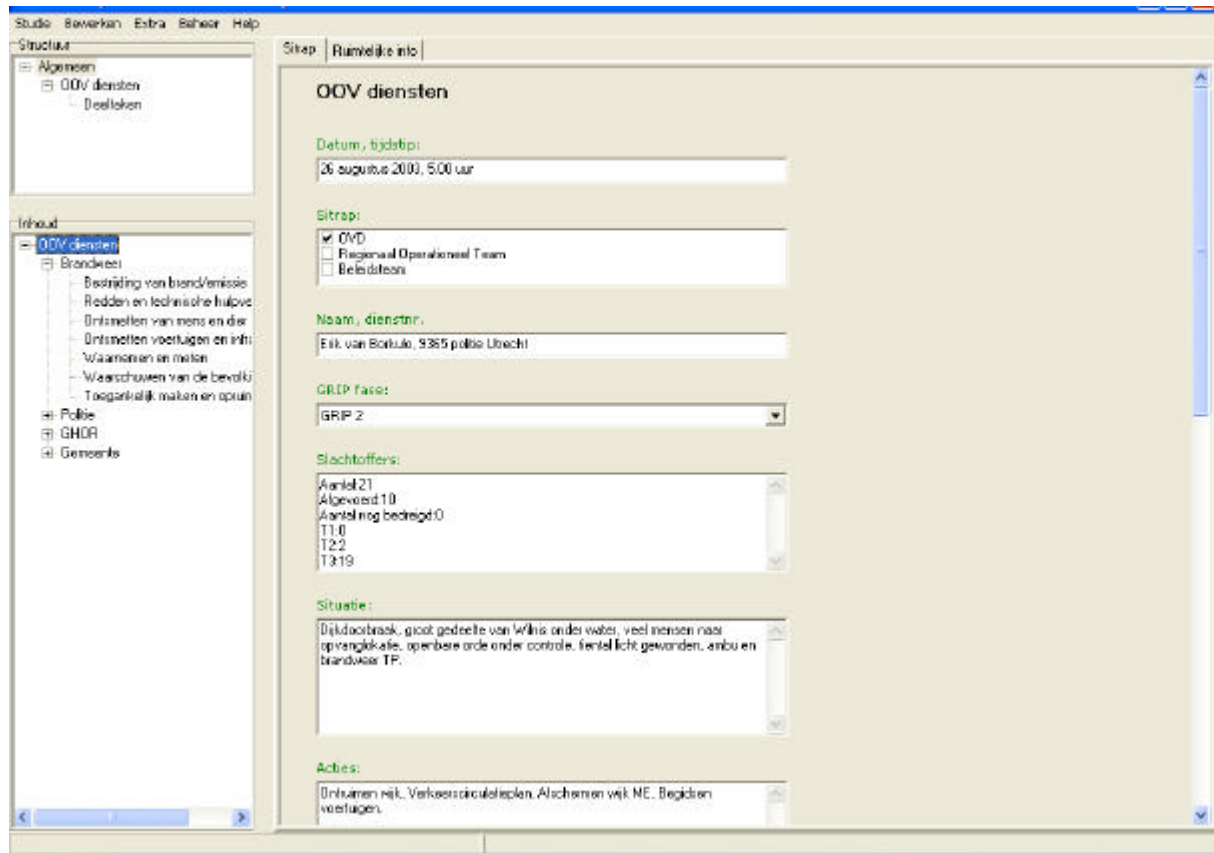 Studie Bewerken Extra Beheer Help
Structuur
Algemeen
OOV diensten
Deeltaken
Inhoud
OOV diensten
Brandweer
Bestrijding van brand/emissie
Redden en technische hulpve
Ontsmetten van mens en dier
Ontsmetten voertuigen en infra
Waarnemen en meten
Waarschuwen van de bevolki
Toegankelijk maken en opruim
Politie
GHOR
Gemeente
Sitrap Ruimtelijke info
OOV diensten
Datum, tijdstip:
26 augustus 2003, 5.00 uur
Sitrap:
OVD
Regionaal Operationeel Team
Beleidsteam
Naam, dienstnr.
Erik van Borkulo, 9365 politie Utrecht
GRIP fase:
GRIP 2
Slachtoffers:
Aantal:21
Afgevoerd:10
Aantal nog bedreigd:0
T1:0
T2:2
T3:19
Situatie:
Dijkdoorbraak, groot gedeelte van Wilnis onder water, veel mensen naar
opvanglokatie, openbare orde onder controle, tiental licht gewonden, ambu en
brandweer TP.
Acties:
Ontruimen wijk, Verkeerscirculatieplan, Afschermen wijk ME, Begidsen
voertuigen,